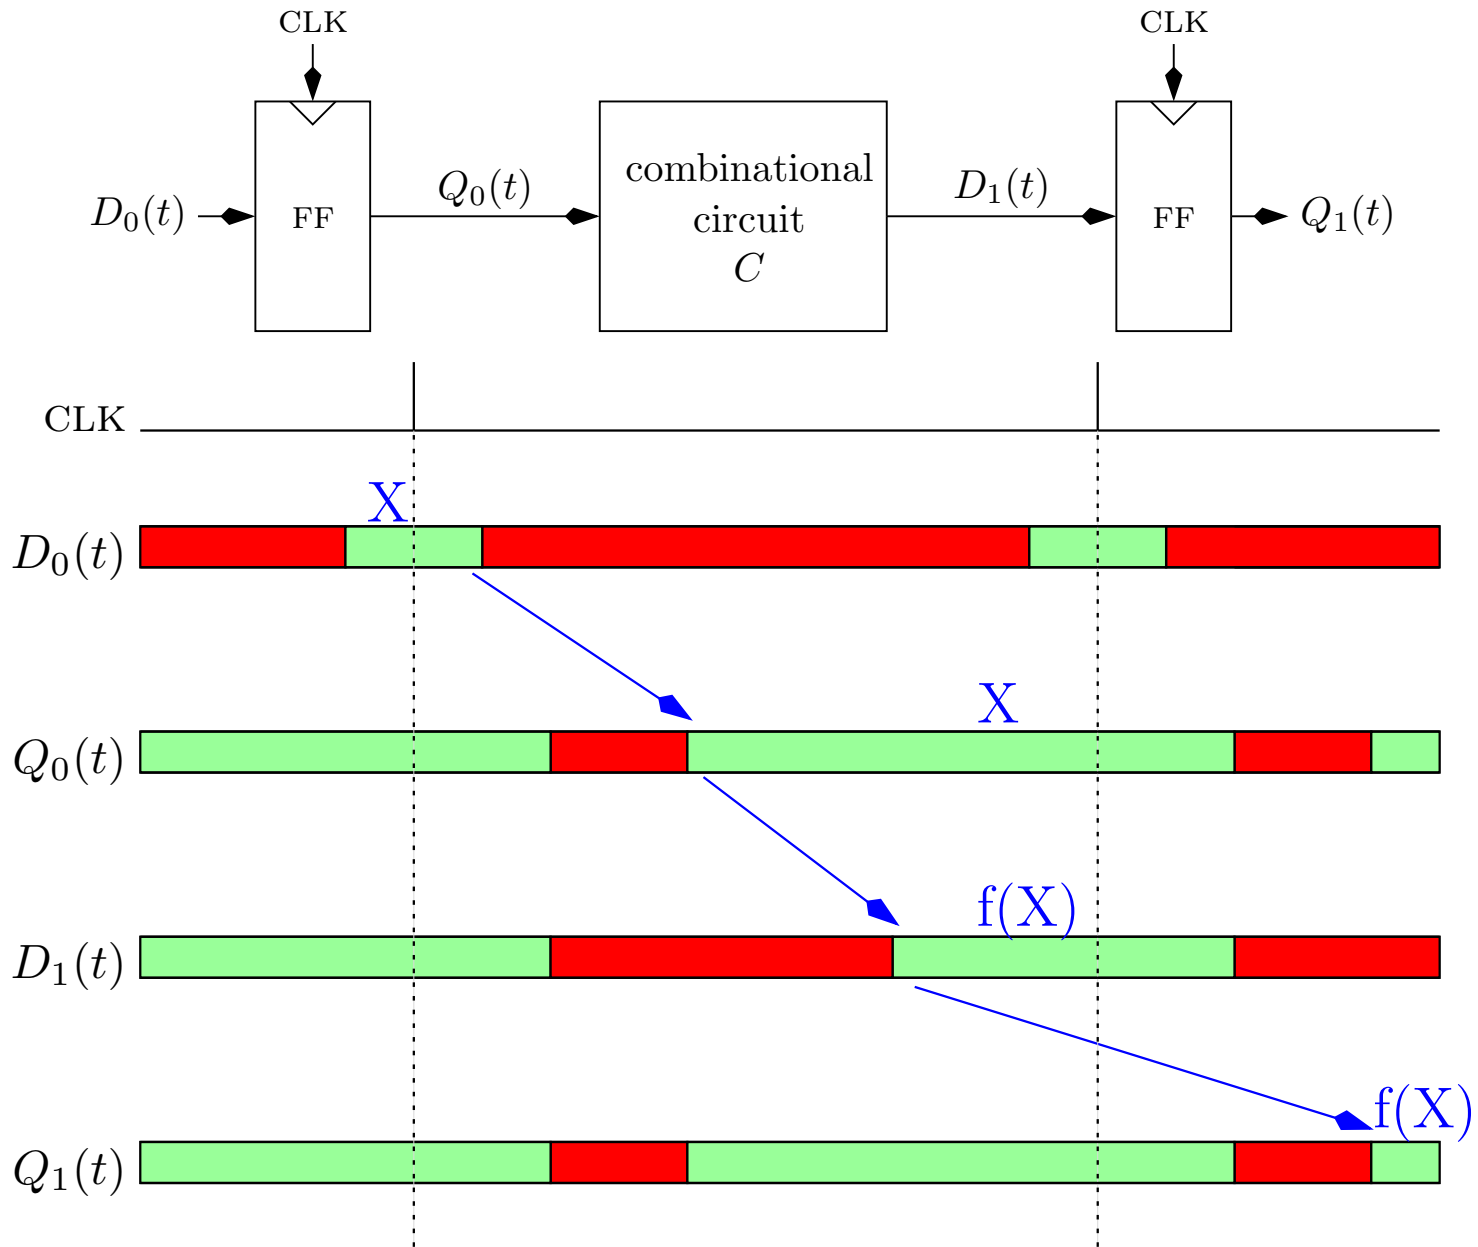 CLK CLK
D₀(t) FF Q₀(t) combinational D₁(t) FF Q₁(t)
circuit
C
CLK
X
D₀(t)
X
Q₀(t)
f(X)
D₁(t)
f(X)
Q₁(t)